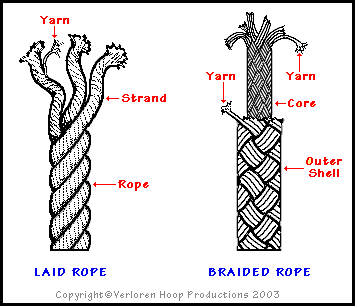 Yarn
Strand
Rope
LAID ROPE
Yarn
Yarn
Core
Outer
Shell
BRAIDED ROPE
Copyright©Verloren Hoop Productions 2003